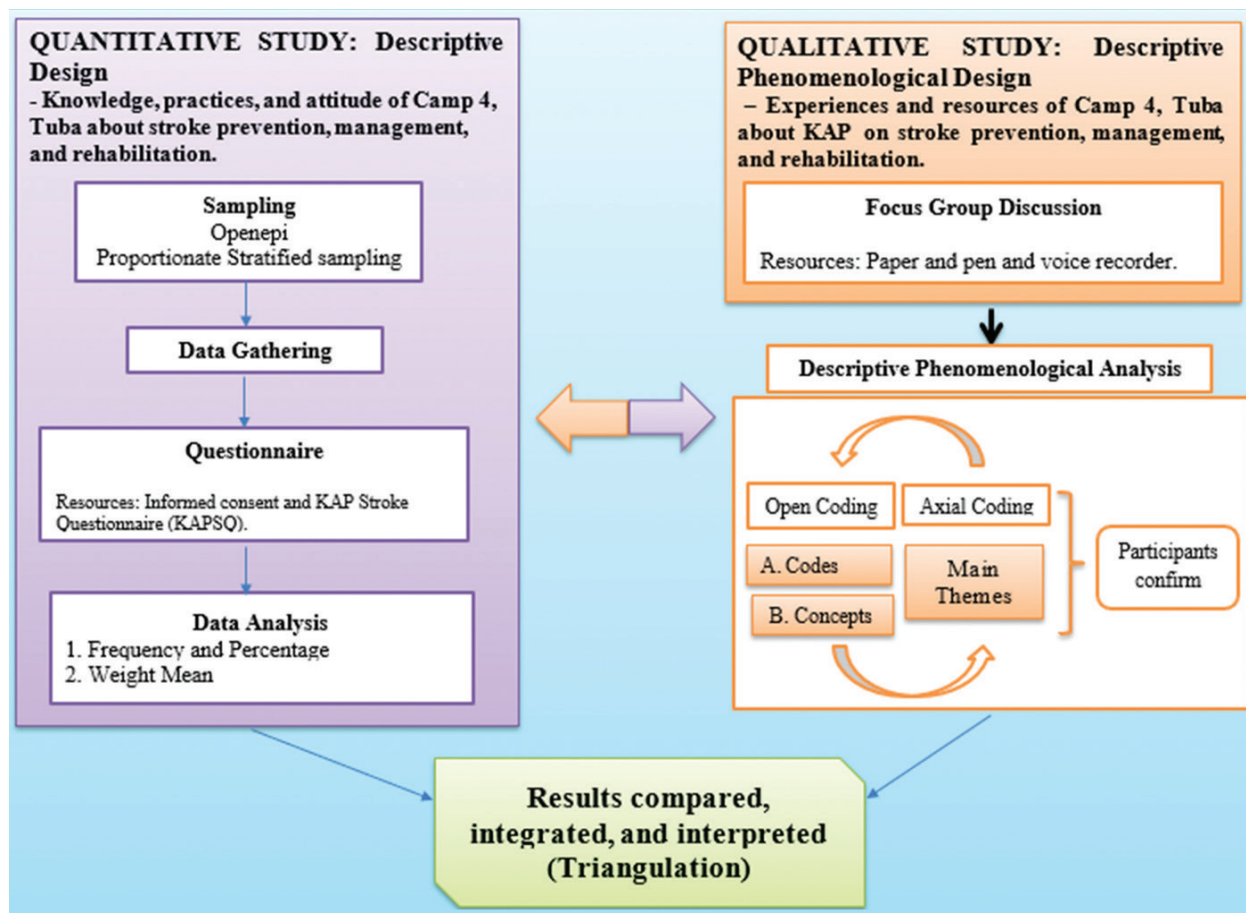 QUANTITATIVE STUDY: Descriptive
Design
- Knowledge, practices, and attitude of Camp 4,
Tuba about stroke prevention, management,
and rehabilitation.
Sampling
Openepi
Proportionate Stratified sampling
Data Gathering
Questionnaire
Resources: Informed consent and KAP Stroke
Questionnaire (KAPSQ).
Data Analysis
1. Frequency and Percentage
2. Weight Mean
QUALITATIVE STUDY: Descriptive
Phenomenological Design
– Experiences and resources of Camp 4, Tuba
about KAP on stroke prevention, management,
and rehabilitation.
Focus Group Discussion
Resources: Paper and pen and voice recorder.
Descriptive Phenomenological Analysis
Open Coding
Axial Coding
A. Codes
B. Concepts
Main
Themes
Participants
confirm
Results compared,
integrated, and interpreted
(Triangulation)